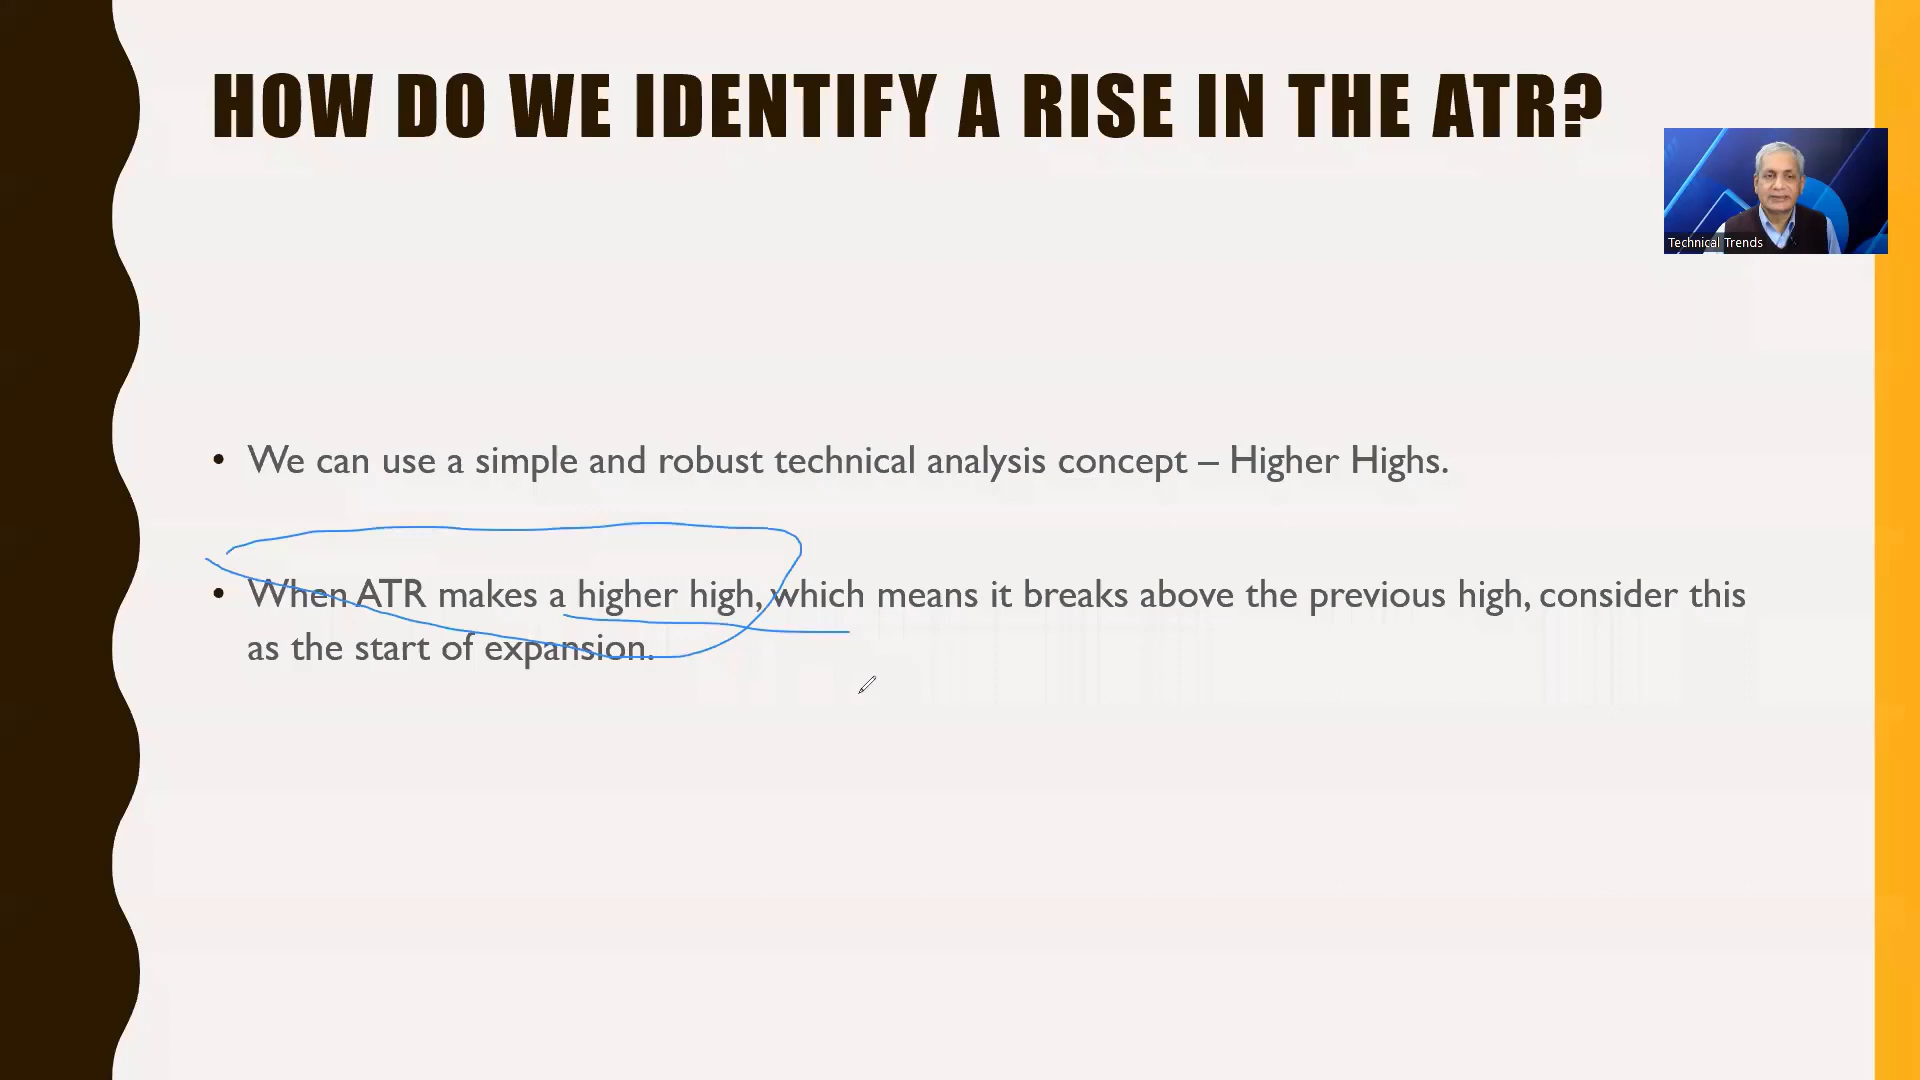 HOW DO WE IDENTIFY A RISE IN THE ATR?
Technical Trends
• We can use a simple and robust technical analysis concept – Higher Highs.
• When ATR makes a higher high, which means it breaks above the previous high, consider this
as the start of expansion.